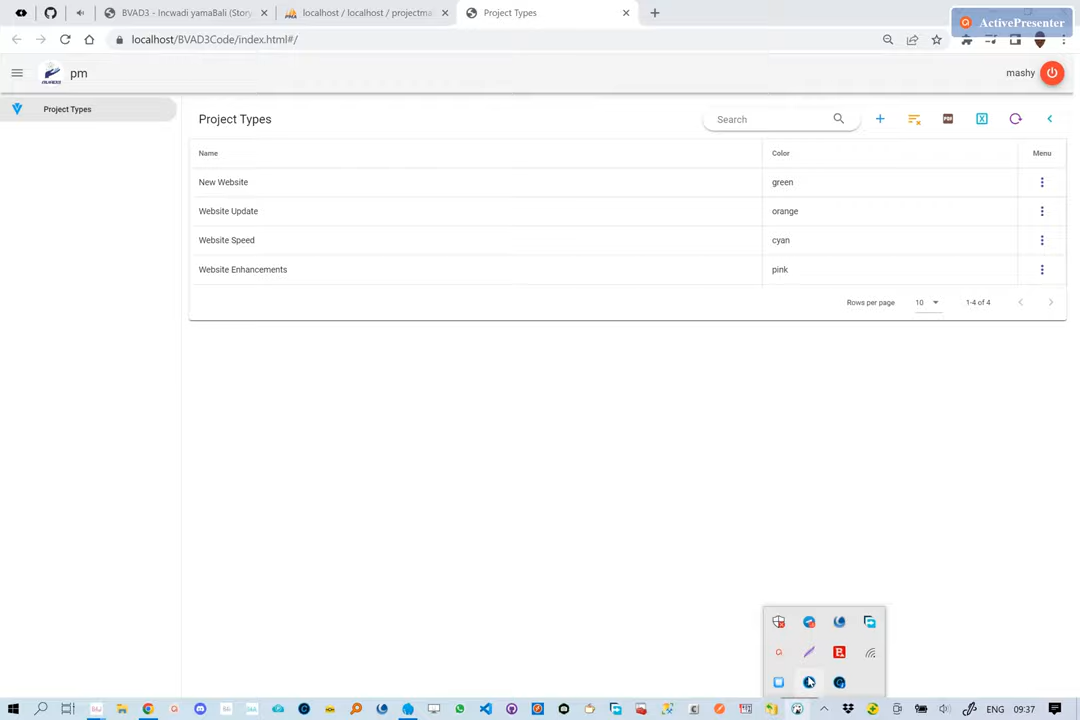 BVAD3 - Incwadi yamaBali (Story
localhost / localhost / projectma
Project Types
ActivePresenter
localhost/BVAD3Code/index.html#/
pm
mashy
Project Types
Project Types
Search
Name
Color
Menu
New Website
green
Website Update
orange
Website Speed
cyan
Website Enhancements
pink
Rows per page
10
1-4 of 4
ENG
09:37